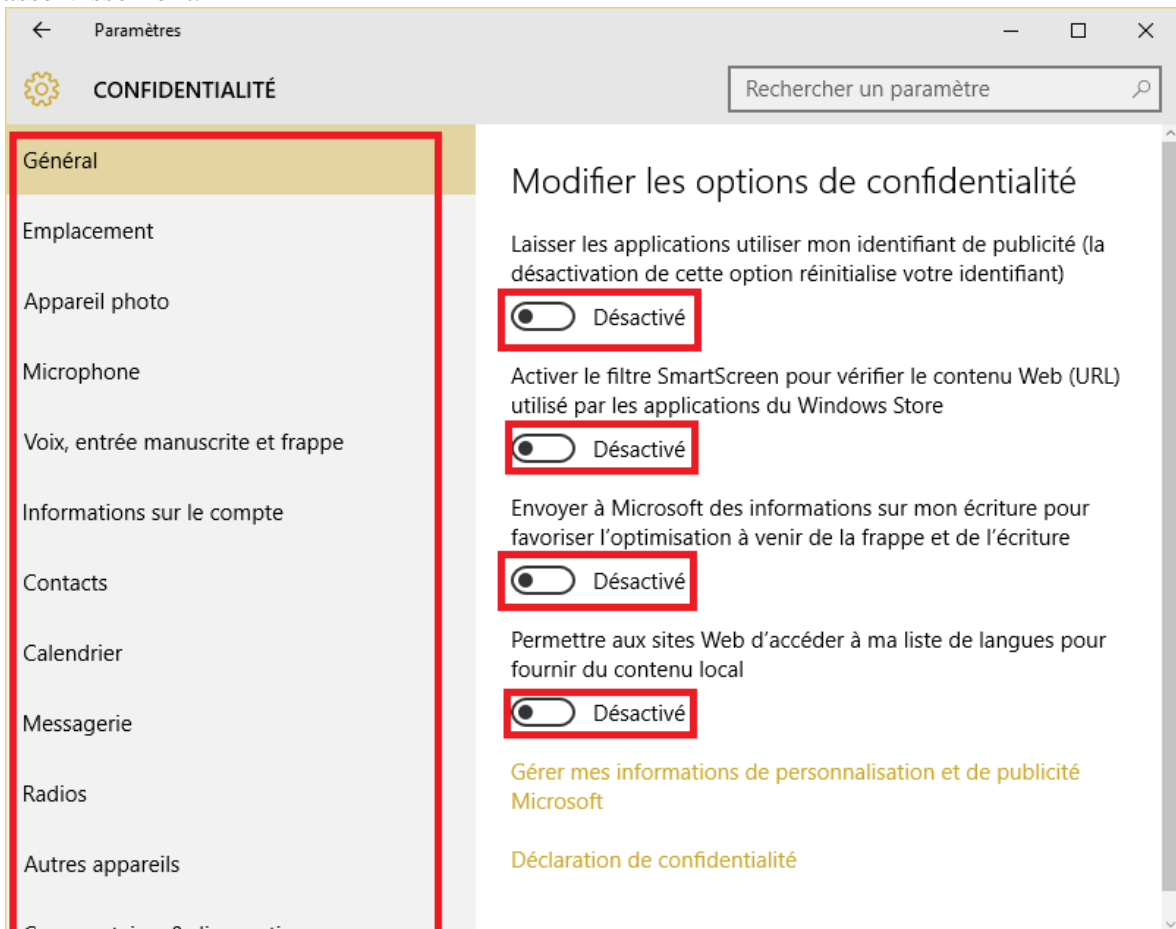 Paramètres
CONFIDENTIALITÉ
Rechercher un paramètre
Général
Emplacement
Appareil photo
Microphone
Voix, entrée manuscrite et frappe
Informations sur le compte
Contacts
Calendrier
Messagerie
Radios
Autres appareils
Modifier les options de confidentialité
Laisser les applications utiliser mon identifiant de publicité (la
désactivation de cette option réinitialise votre identifiant)
Désactivé
Activer le filtre SmartScreen pour vérifier le contenu Web (URL)
utilisé par les applications du Windows Store
Désactivé
Envoyer à Microsoft des informations sur mon écriture pour
favoriser l’optimisation à venir de la frappe et de l’écriture
Désactivé
Permettre aux sites Web d’accéder à ma liste de langues pour
fournir du contenu local
Désactivé
Gérer mes informations de personnalisation et de publicité
Microsoft
Déclaration de confidentialité